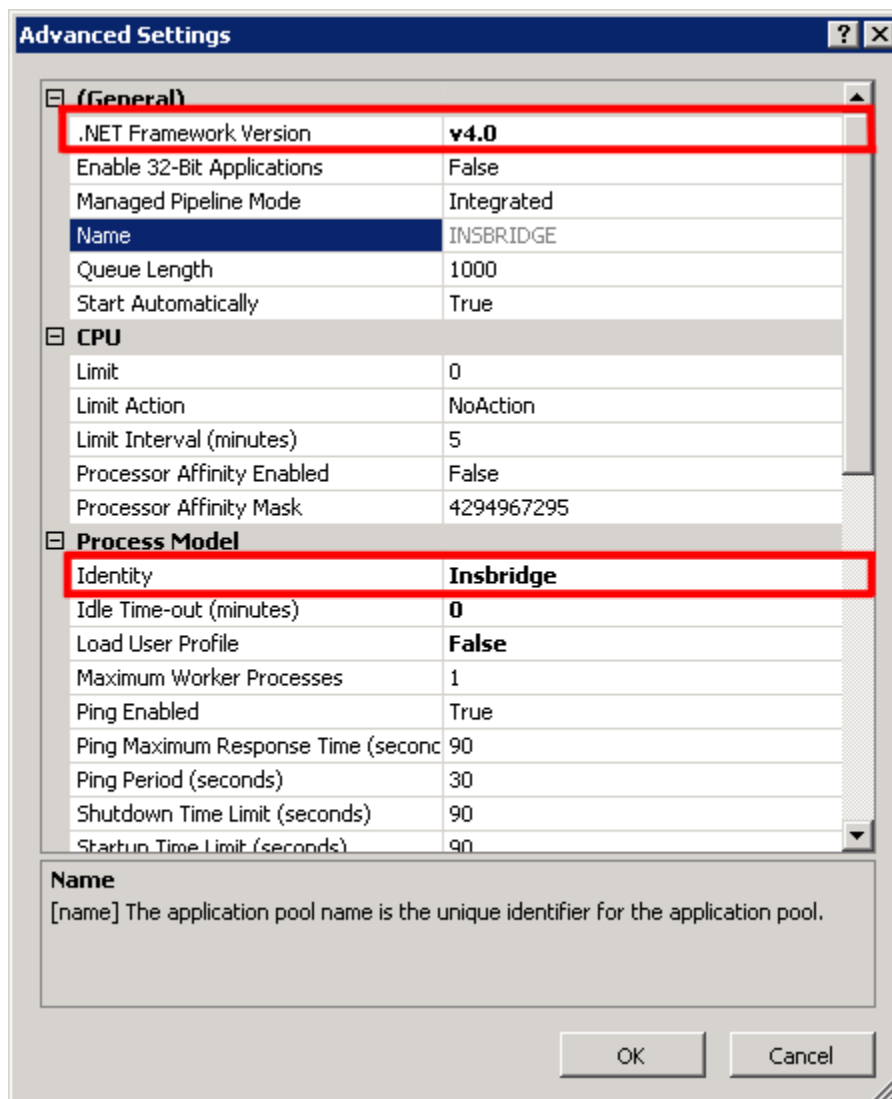 Advanced Settings
(General)
.NET Framework Version v4.0
Enable 32-Bit Applications False
Managed Pipeline Mode Integrated
Name INSBRIDGE
Queue Length 1000
Start Automatically True
CPU
Limit 0
Limit Action NoAction
Limit Interval (minutes) 5
Processor Affinity Enabled False
Processor Affinity Mask 4294967295
Process Model
Identity Insbridge
Idle Time-out (minutes) 0
Load User Profile False
Maximum Worker Processes 1
Ping Enabled True
Ping Maximum Response Time (secon 90
Ping Period (seconds) 30
Shutdown Time Limit (seconds) 90
Startup Time Limit (seconds) 90
Name
[name] The application pool name is the unique identifier for the application pool.
OK Cancel